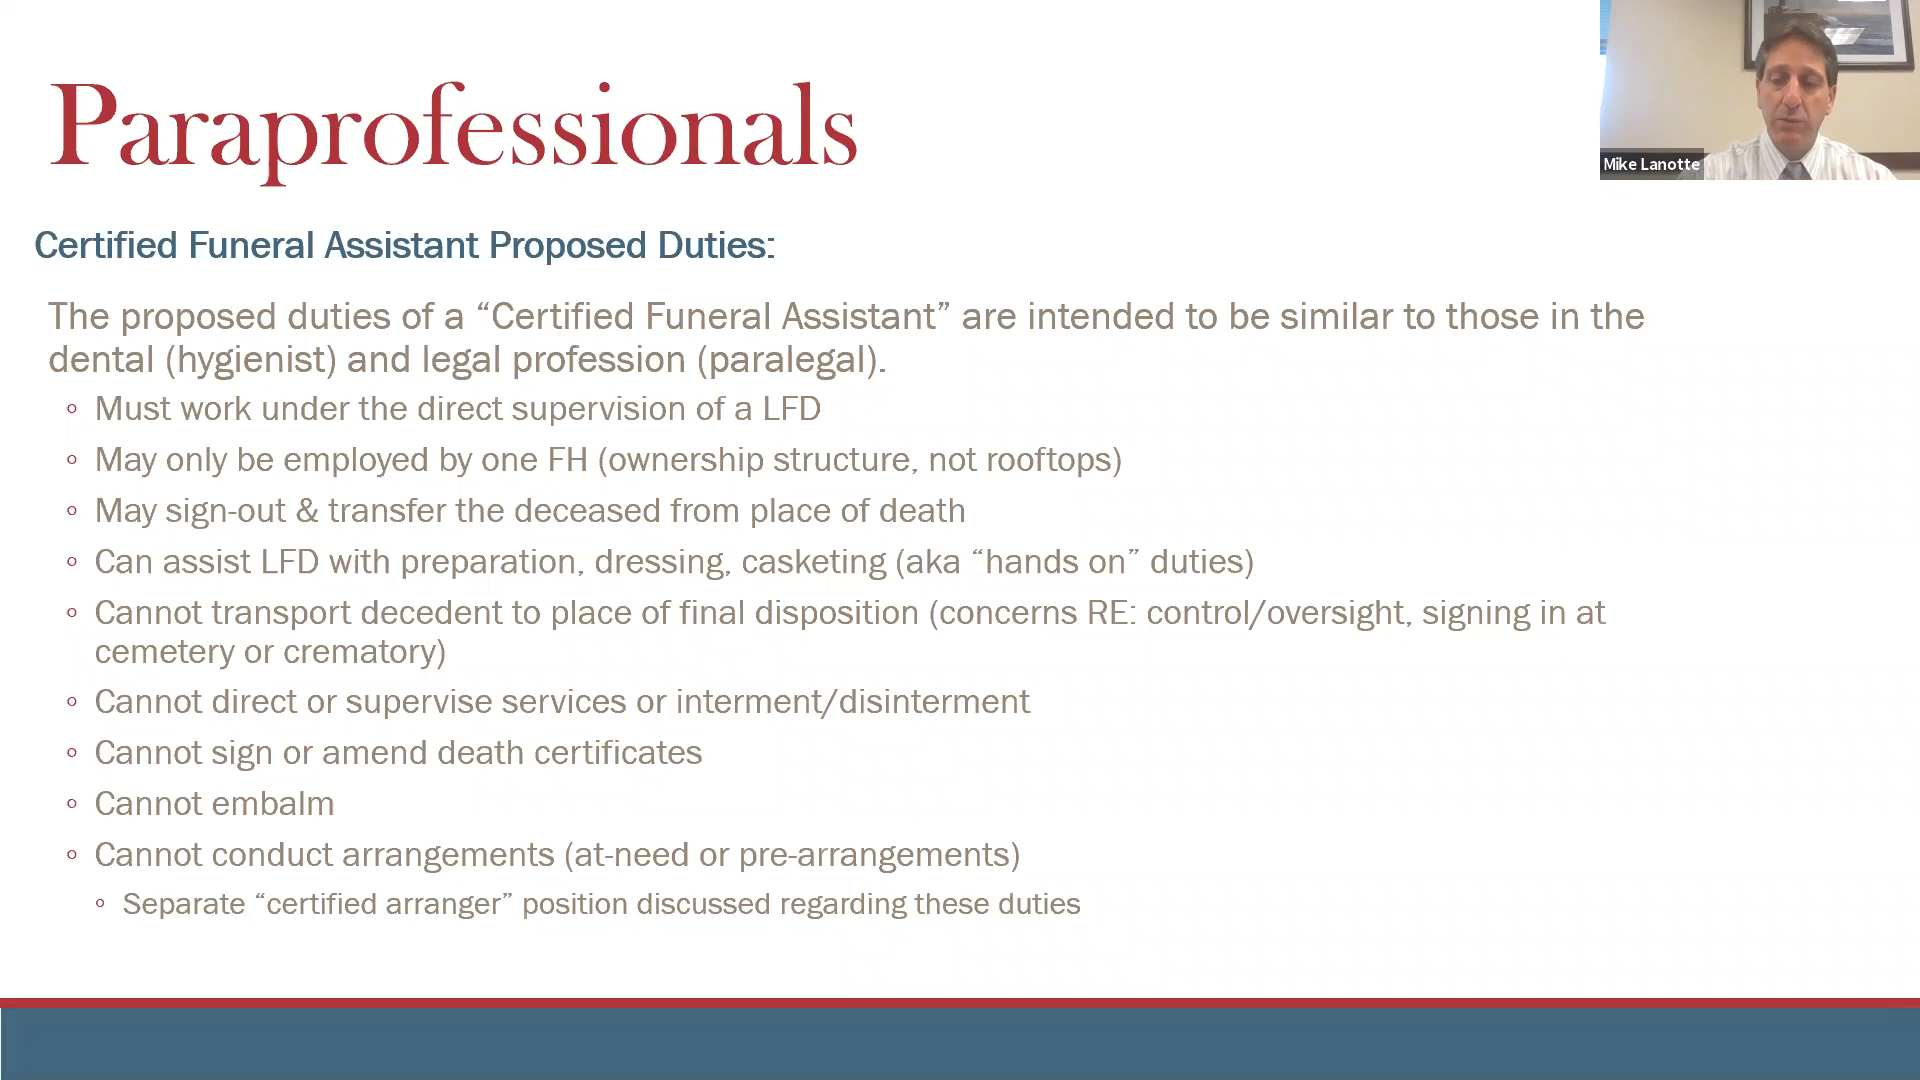 Paraprofessionals
Mike Lanotte
Certified Funeral Assistant Proposed Duties:
The proposed duties of a “Certified Funeral Assistant” are intended to be similar to those in the
dental (hygienist) and legal profession (paralegal).
◦ Must work under the direct supervision of a LFD
◦ May only be employed by one FH (ownership structure, not rooftops)
◦ May sign-out & transfer the deceased from place of death
◦ Can assist LFD with preparation, dressing, casketing (aka “hands on” duties)
◦ Cannot transport decedent to place of final disposition (concerns RE: control/oversight, signing in at
cemetery or crematory)
◦ Cannot direct or supervise services or interment/disinterment
◦ Cannot sign or amend death certificates
◦ Cannot embalm
◦ Cannot conduct arrangements (at-need or pre-arrangements)
◦ Separate “certified arranger” position discussed regarding these duties